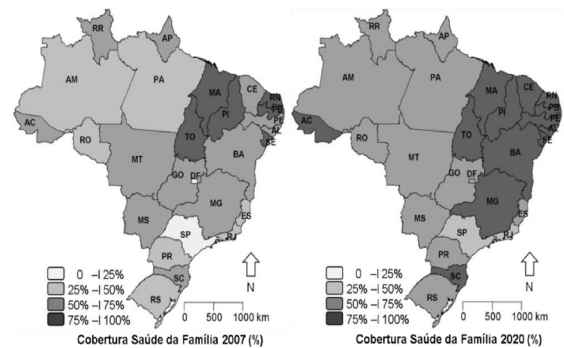 RR
AP
AM
PA
MA
CE
RN
PB
PE
AL
SE
PI
AC
RO
TO
MT
BA
GO
DF
MG
ES
MS
SP
RJ
PR
SC
RS
N
0 –| 25%
25% –| 50%
50% –| 75%
75% –| 100%
0 500 1000 km
Cobertura Saúde da Família 2007 (%)
RR
AP
AM
PA
MA
CE
RN
PB
PE
AL
SE
PI
AC
RO
TO
MT
BA
GO
DF
MG
ES
MS
SP
RJ
PR
SC
RS
N
0 –| 25%
25% –| 50%
50% –| 75%
75% –| 100%
0 500 1000 km
Cobertura Saúde da Família 2020 (%)